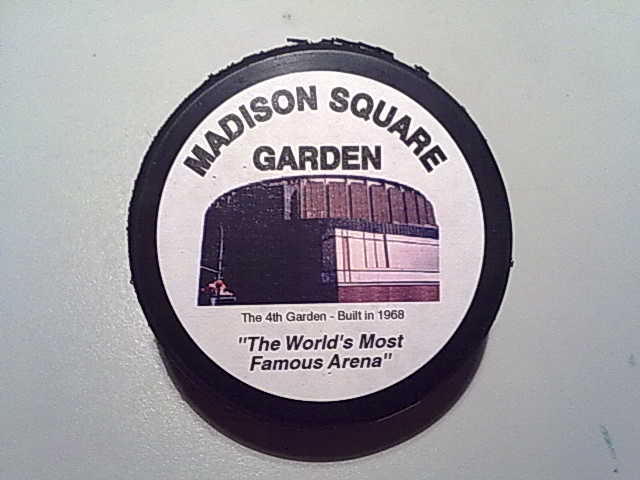 MADISON SQUARE
GARDEN
The 4th Garden - Built in 1968
"The World's Most
Famous Arena"